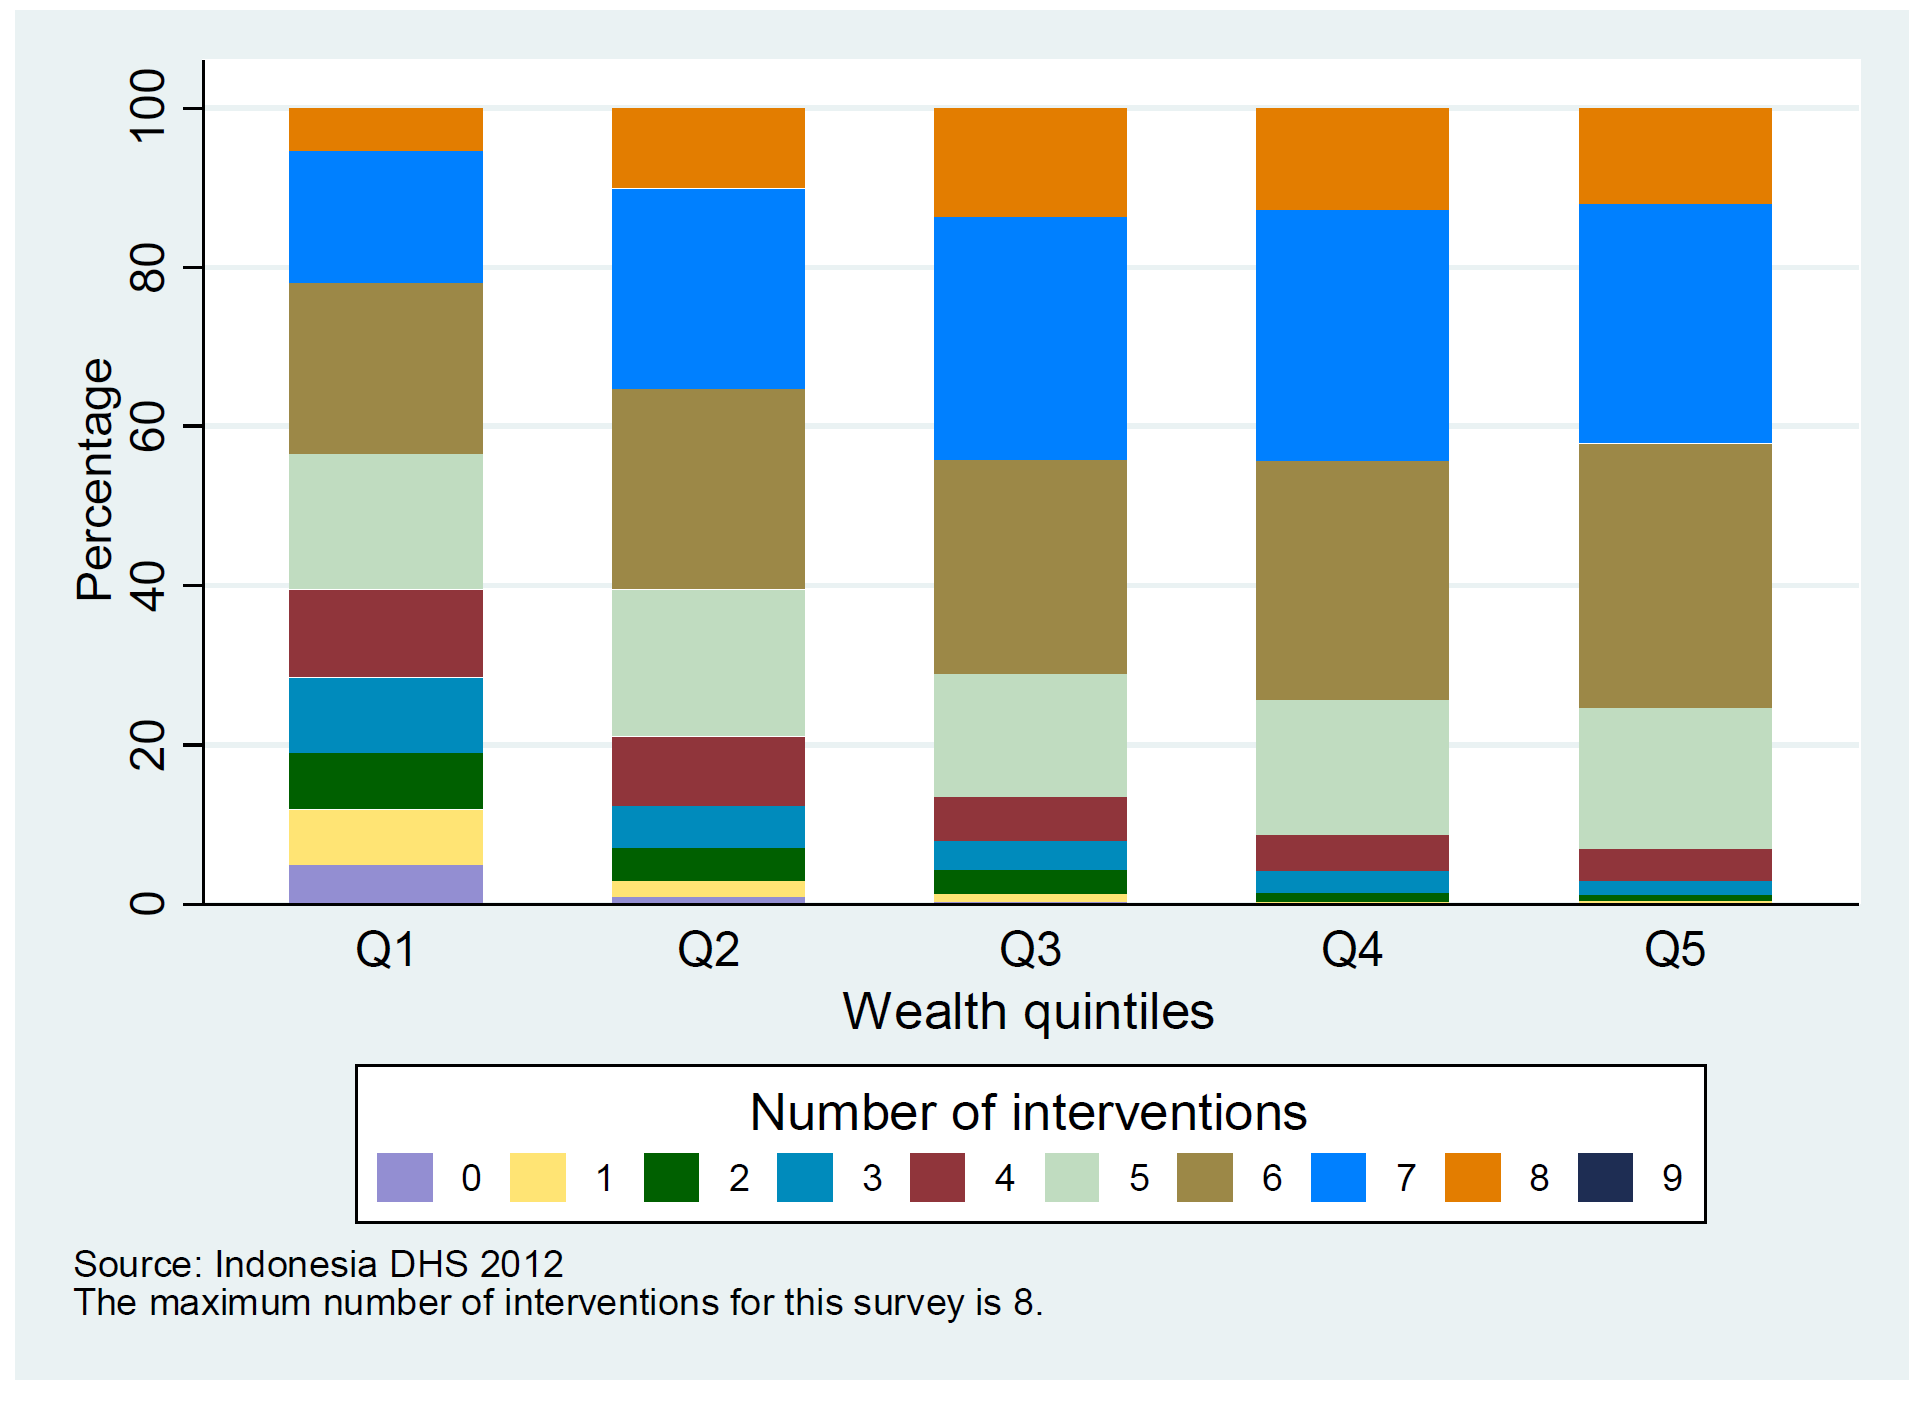 100
80
60
40
20
0
Percentage
Q1 Q2 Q3 Q4 Q5
Wealth quintiles
Number of interventions
0 1 2 3 4 5 6 7 8 9
Source: Indonesia DHS 2012
The maximum number of interventions for this survey is 8.